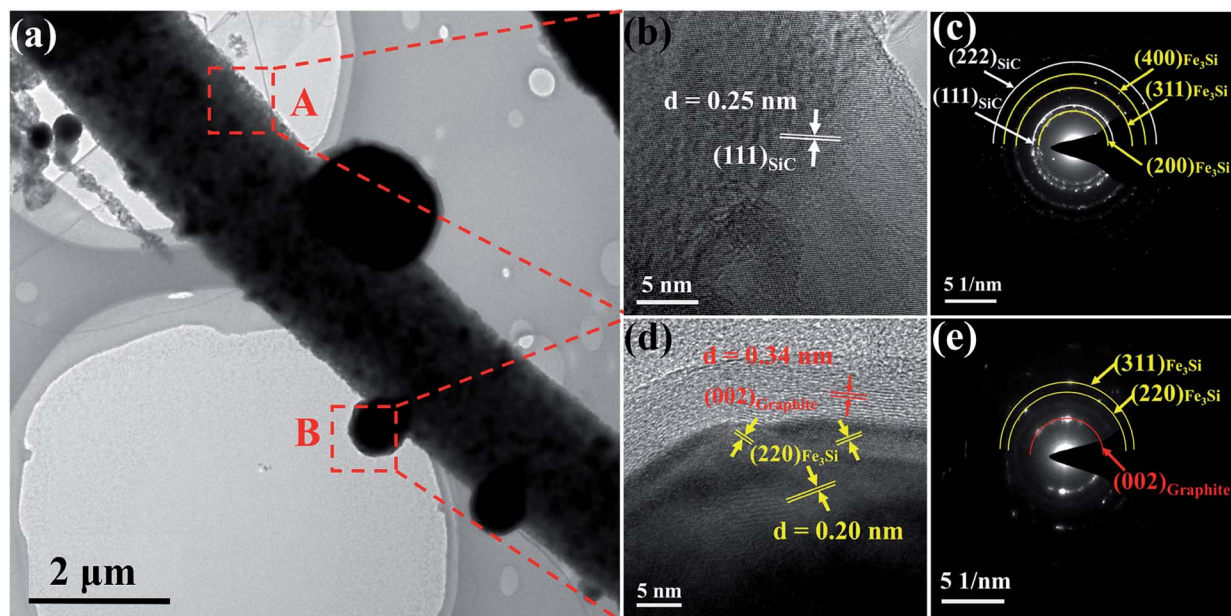 (a)
A
B
2 μm
(b)
d = 0.25 nm
(111)SiC
5 nm
(c)
(222)SiC
(400)Fe3Si
(311)Fe3Si
(111)SiC
(200)Fe3Si
5 1/nm
(d)
d = 0.34 nm
(002)Graphite
(220)Fe3Si
d = 0.20 nm
5 nm
(e)
(311)Fe3Si
(220)Fe3Si
(002)Graphite
5 1/nm